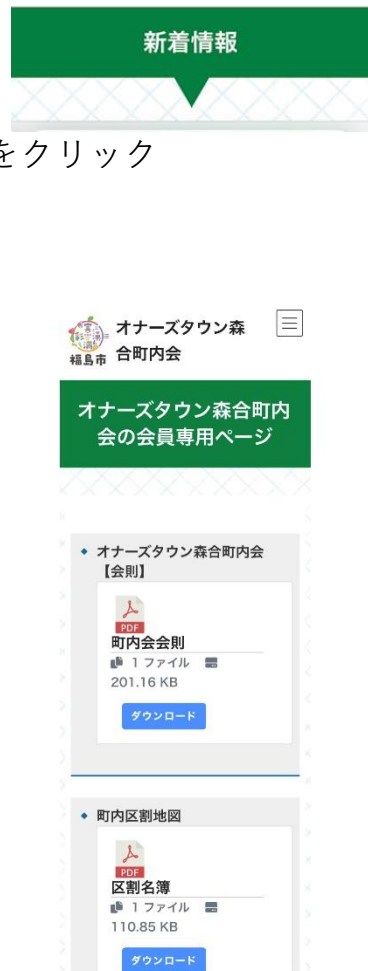 新着情報
をクリック
オナーズタウン森
合町内会
福島市
オナーズタウン森合町内
会の会員専用ページ
オナーズタウン森合町内会
【会則】
PDF
町内会会則
1 ファイル
201.16 KB
ダウンロード
町内区割地図
PDF
区割名簿
1 ファイル
110.85 KB
ダウンロード